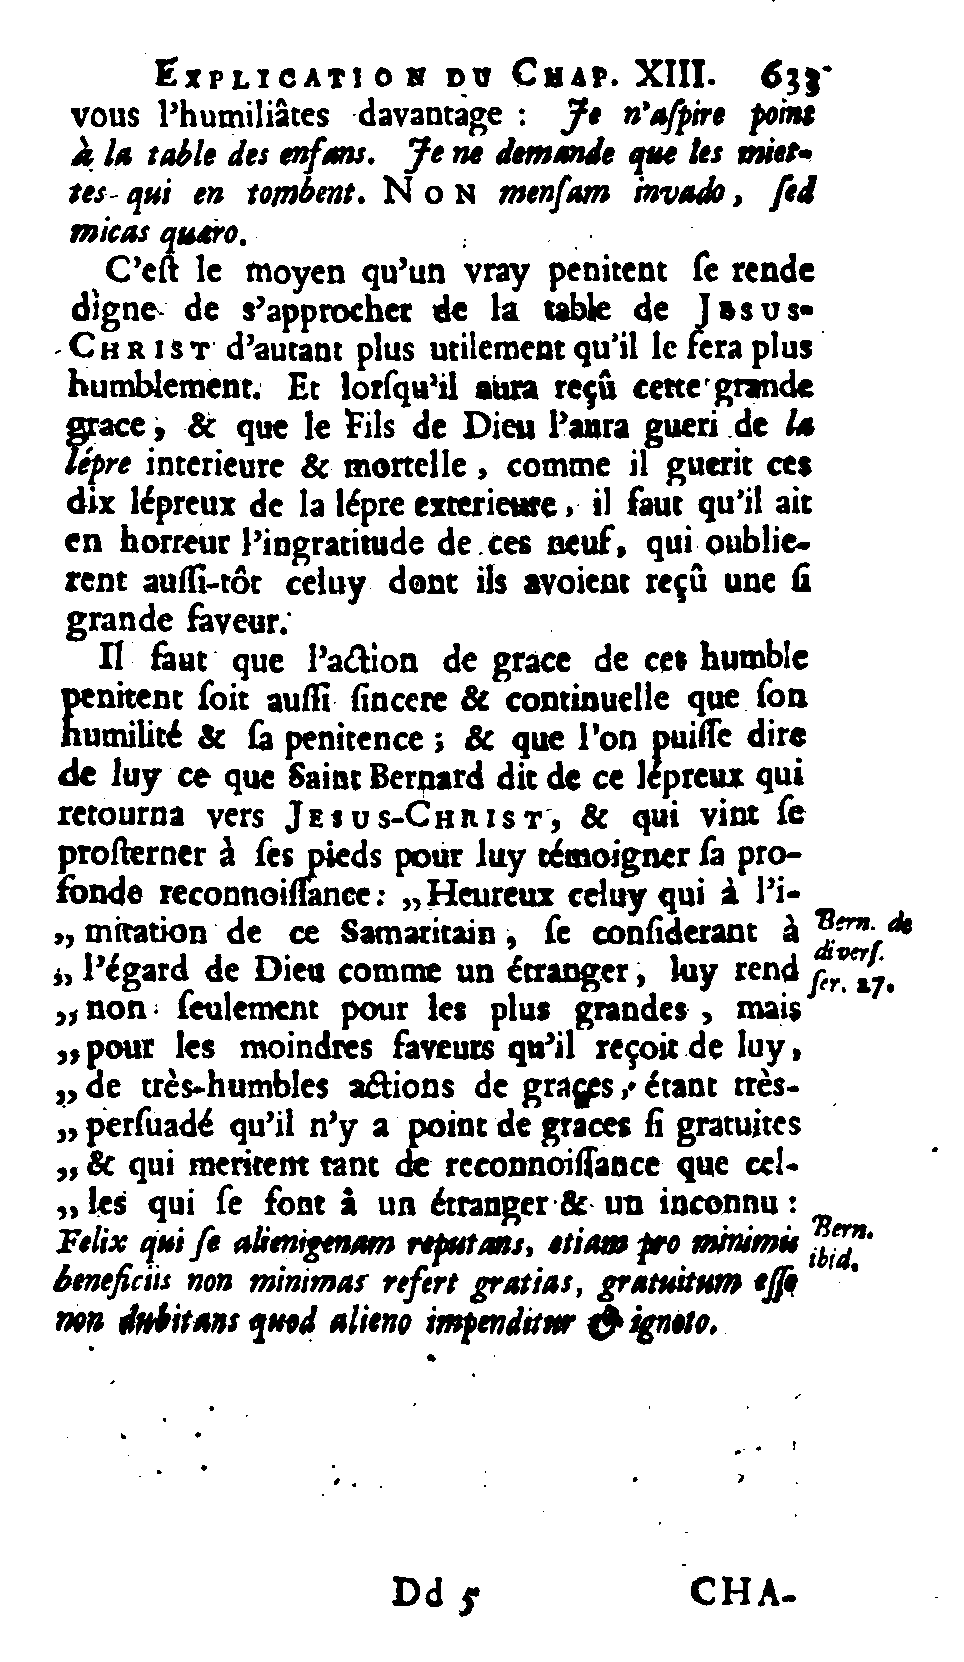 EXPLICATION DU CHAP. XIII. 633
vous l'humiliâtes davantage : Je n'aſpire point
à la table des enfans. Je ne demande que les miet-
tes qui en tombent. NON menſam invado, ſed
micas quæro.
C'eſt le moyen qu'un vray penitent ſe rende
digne de s'approcher de la table de JESUS-
CHRIST d'autant plus utilement qu'il le ſera plus
humblement. Et lorſqu'il aura reçû cette grande
grace, & que le Fils de Dieu l'aura gueri de la
lépre interieure & mortelle, comme il guerit ces
dix lépreux de la lépre exterieure, il faut qu'il ait
en horreur l'ingratitude de ces neuf, qui oublie-
rent auſſi-tôt celuy dont ils avoient reçû une ſi
grande faveur.
Il faut que l'action de grace de cet humble
penitent ſoit auſſi ſincere & continuelle que ſon
humilité & ſa penitence ; & que l'on puiſſe dire
de luy ce que Saint Bernard dit de ce lépreux qui
retourna vers JESUS-CHRIST, & qui vint ſe
proſterner à ſes pieds pour luy témoigner ſa pro-
fonde reconnoiſſance : „Heureux celuy qui à l'i-
„ mitation de ce Samaritain, ſe conſiderant à
„ l'égard de Dieu comme un étranger, luy rend
„ non ſeulement pour les plus grandes, mais
„ pour les moindres faveurs qu'il reçoit de luy,
„ de très-humbles actions de graces, étant très-
„ perſuadé qu'il n'y a point de graces ſi gratuites
„ & qui meritent tant de reconnoiſſance que cel-
„ les qui ſe font à un étranger & un inconnu :
Felix qui ſe alienigenam reputans, etiam pro minimis
beneficiis non minimas refert gratias, gratuitum eſſe
non dubitans quod alieno impenditur & ignoto.
Bern. de
diverſ.
ſer. 27.
Bern.
ibid.
Dd 5 CHA-